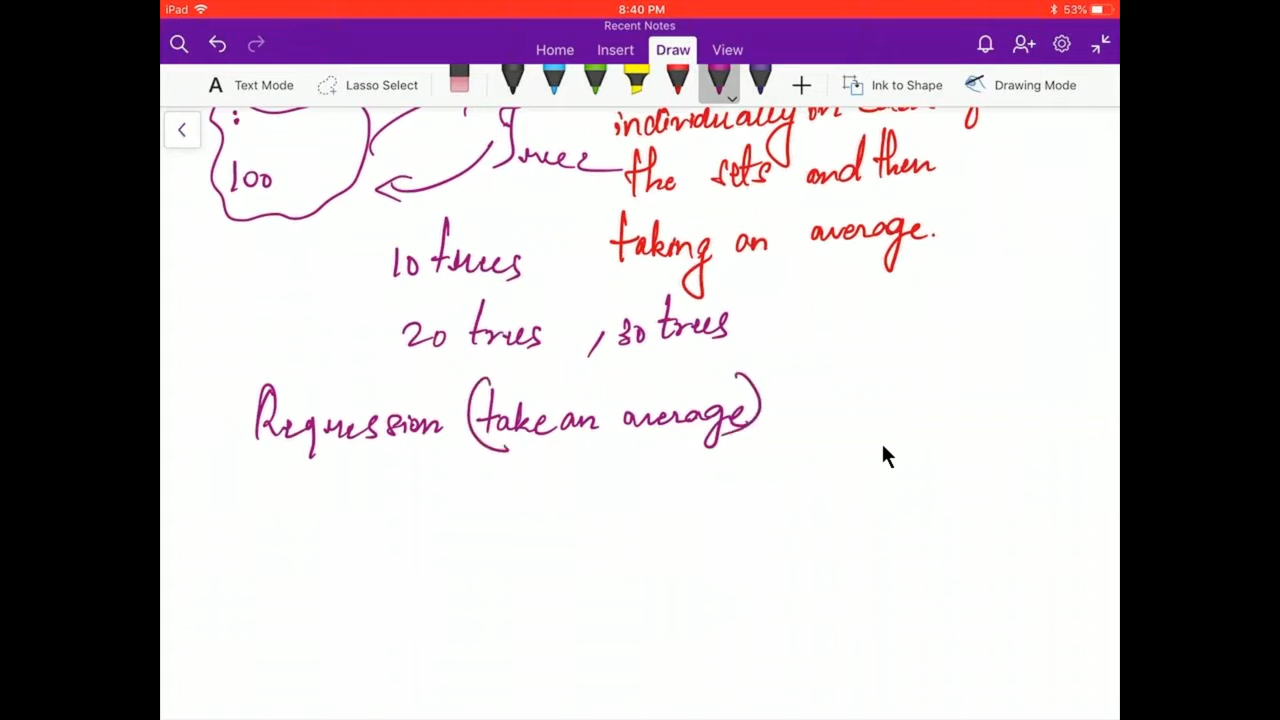 iPad 8:40 PM 53%
Recent Notes
Home Insert Draw View
Text Mode Lasso Select Ink to Shape Drawing Mode
individually on
100 trees the sets and then
taking an average.
10 trees
20 trees , 30 trees
Regression (take an average)